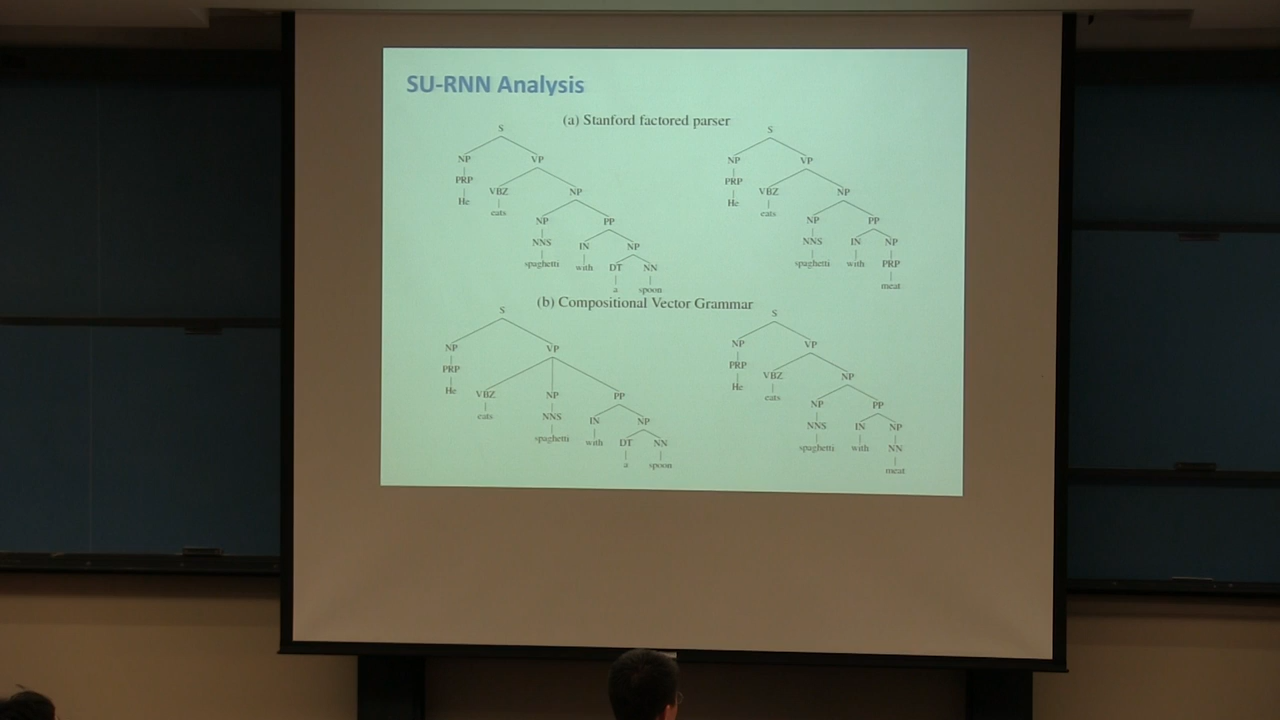 SU-RNN Analysis
(a) Stanford factored parser
S S
NP VP NP VP
PRP VBZ NP PRP VBZ NP
He eats NP PP He eats NP PP
NNS IN NP NNS IN NP
spaghetti with DT NN spaghetti with PRP
a spoon meat
(b) Compositional Vector Grammar
S S
NP VP NP VP
PRP VBZ NP PP PRP VBZ NP
He eats NNS IN NP He eats NP PP
spaghetti with DT NN NNS IN NP
a spoon spaghetti with NN
meat